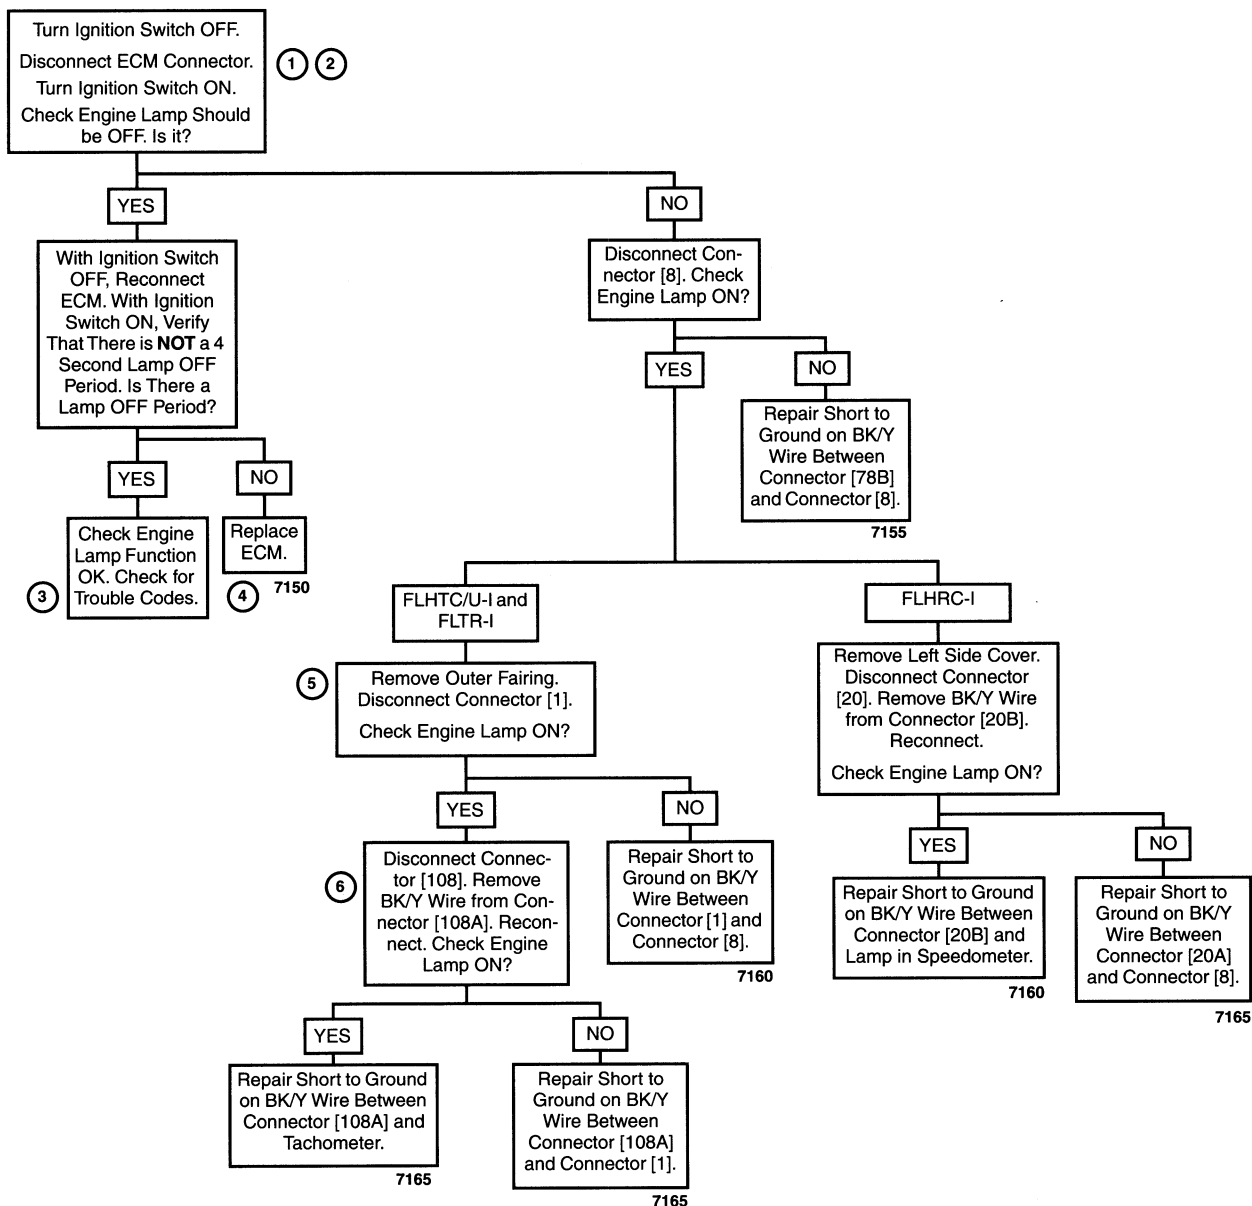 Turn Ignition Switch OFF.
Disconnect ECM Connector.
Turn Ignition Switch ON.
Check Engine Lamp Should
be OFF. Is it?
1
2
YES
NO
With Ignition Switch
OFF, Reconnect
ECM. With Ignition
Switch ON, Verify
That There is NOT a 4
Second Lamp OFF
Period. Is There a
Lamp OFF Period?
Disconnect Con-
nector [8]. Check
Engine Lamp ON?
YES
NO
Repair Short to
Ground on BK/Y
Wire Between
Connector [78B]
and Connector [8].
7155
YES
NO
Check Engine
Lamp Function
OK. Check for
Trouble Codes.
3
Replace
ECM.
4
7150
FLHTC/U-I and
FLTR-I
FLHRC-I
5
Remove Outer Fairing.
Disconnect Connector [1].
Check Engine Lamp ON?
Remove Left Side Cover.
Disconnect Connector
[20]. Remove BK/Y Wire
from Connector [20B].
Reconnect.
Check Engine Lamp ON?
YES
NO
YES
NO
6
Disconnect Connec-
tor [108]. Remove
BK/Y Wire from Con-
nector [108A]. Recon-
nect. Check Engine
Lamp ON?
Repair Short to
Ground on BK/Y
Wire Between
Connector [1] and
Connector [8].
7160
Repair Short to Ground
on BK/Y Wire Between
Connector [20B] and
Lamp in Speedometer.
7160
Repair Short to
Ground on BK/Y
Wire Between
Connector [20A]
and Connector [8].
7165
YES
NO
Repair Short to Ground
on BK/Y Wire Between
Connector [108A] and
Tachometer.
7165
Repair Short to
Ground on BK/Y
Wire Between
Connector [108A]
and Connector [1].
7165